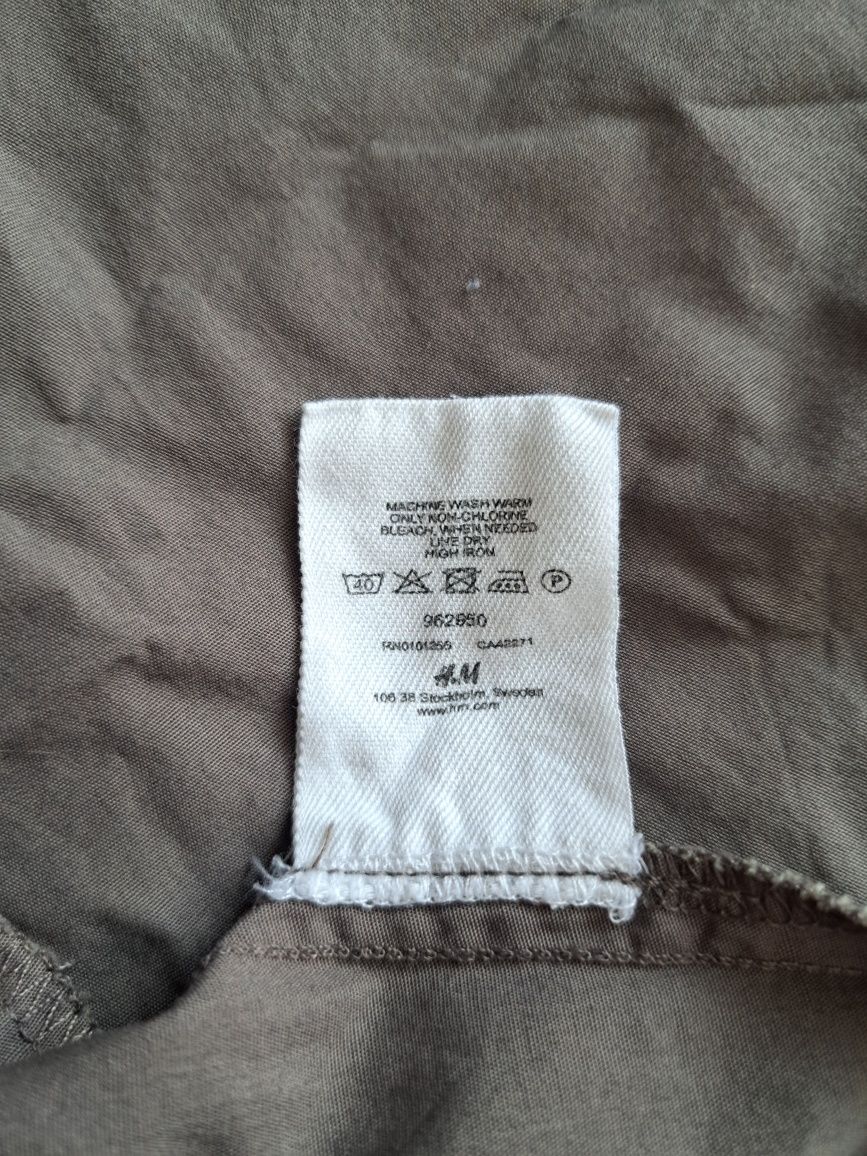 MACHINE WASH WARM
ONLY NON-CHLORINE
BLEACH, WHEN NEEDED
LINE DRY
HIGH IRON
40 P
962950
RN0101255 CA42271
H&M
106 38 Stockholm, Sweden
www.hm.com